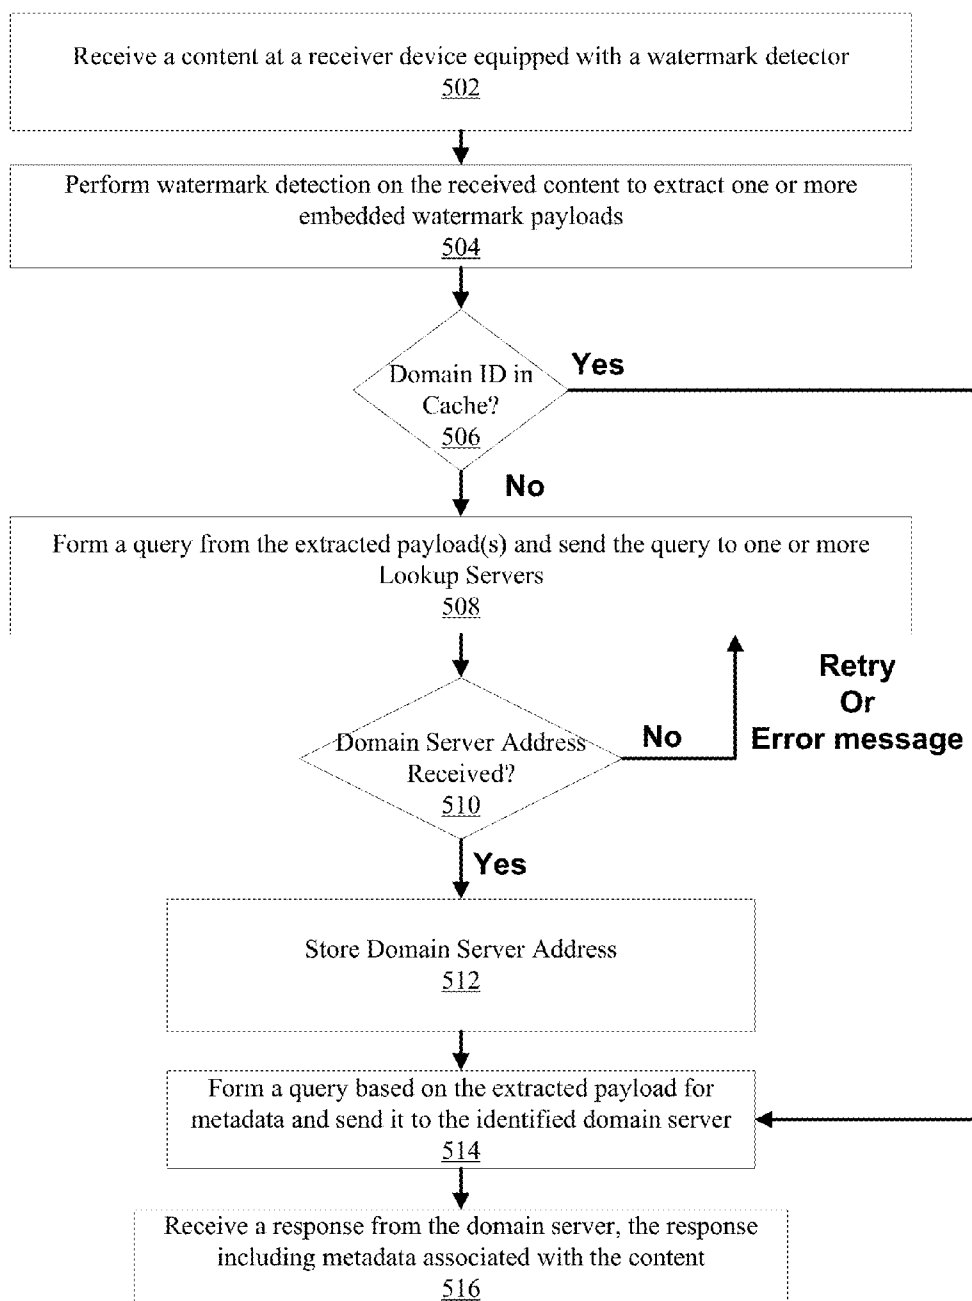 Receive a content at a receiver device equipped with a watermark detector
502
Perform watermark detection on the received content to extract one or more
embedded watermark payloads
504
Domain ID in
Cache?
506
Yes
No
Form a query from the extracted payload(s) and send the query to one or more
Lookup Servers
508
Domain Server Address
Received?
510
No
Retry
Or
Error message
Yes
Store Domain Server Address
512
Form a query based on the extracted payload for
metadata and send it to the identified domain server
514
Receive a response from the domain server, the response
including metadata associated with the content
516